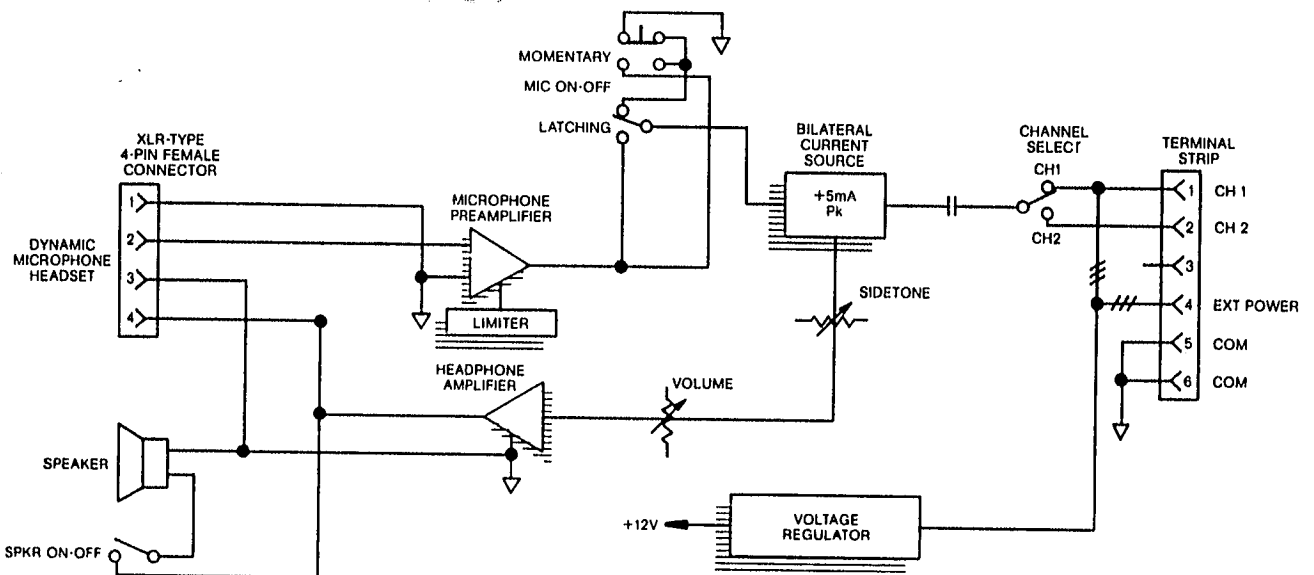 MOMENTARY
MIC ON-OFF
LATCHING
XLR-TYPE
4-PIN FEMALE
CONNECTOR
1
2
3
4
DYNAMIC
MICROPHONE
HEADSET
MICROPHONE
PREAMPLIFIER
LIMITER
BILATERAL
CURRENT
SOURCE
+5mA
Pk
CHANNEL
SELECT
CH1
CH2
TERMINAL
STRIP
1 CH 1
2 CH 2
3
4 EXT POWER
5 COM
6 COM
SIDETONE
HEADPHONE
AMPLIFIER
VOLUME
SPEAKER
SPKR ON-OFF
+12V
VOLTAGE
REGULATOR